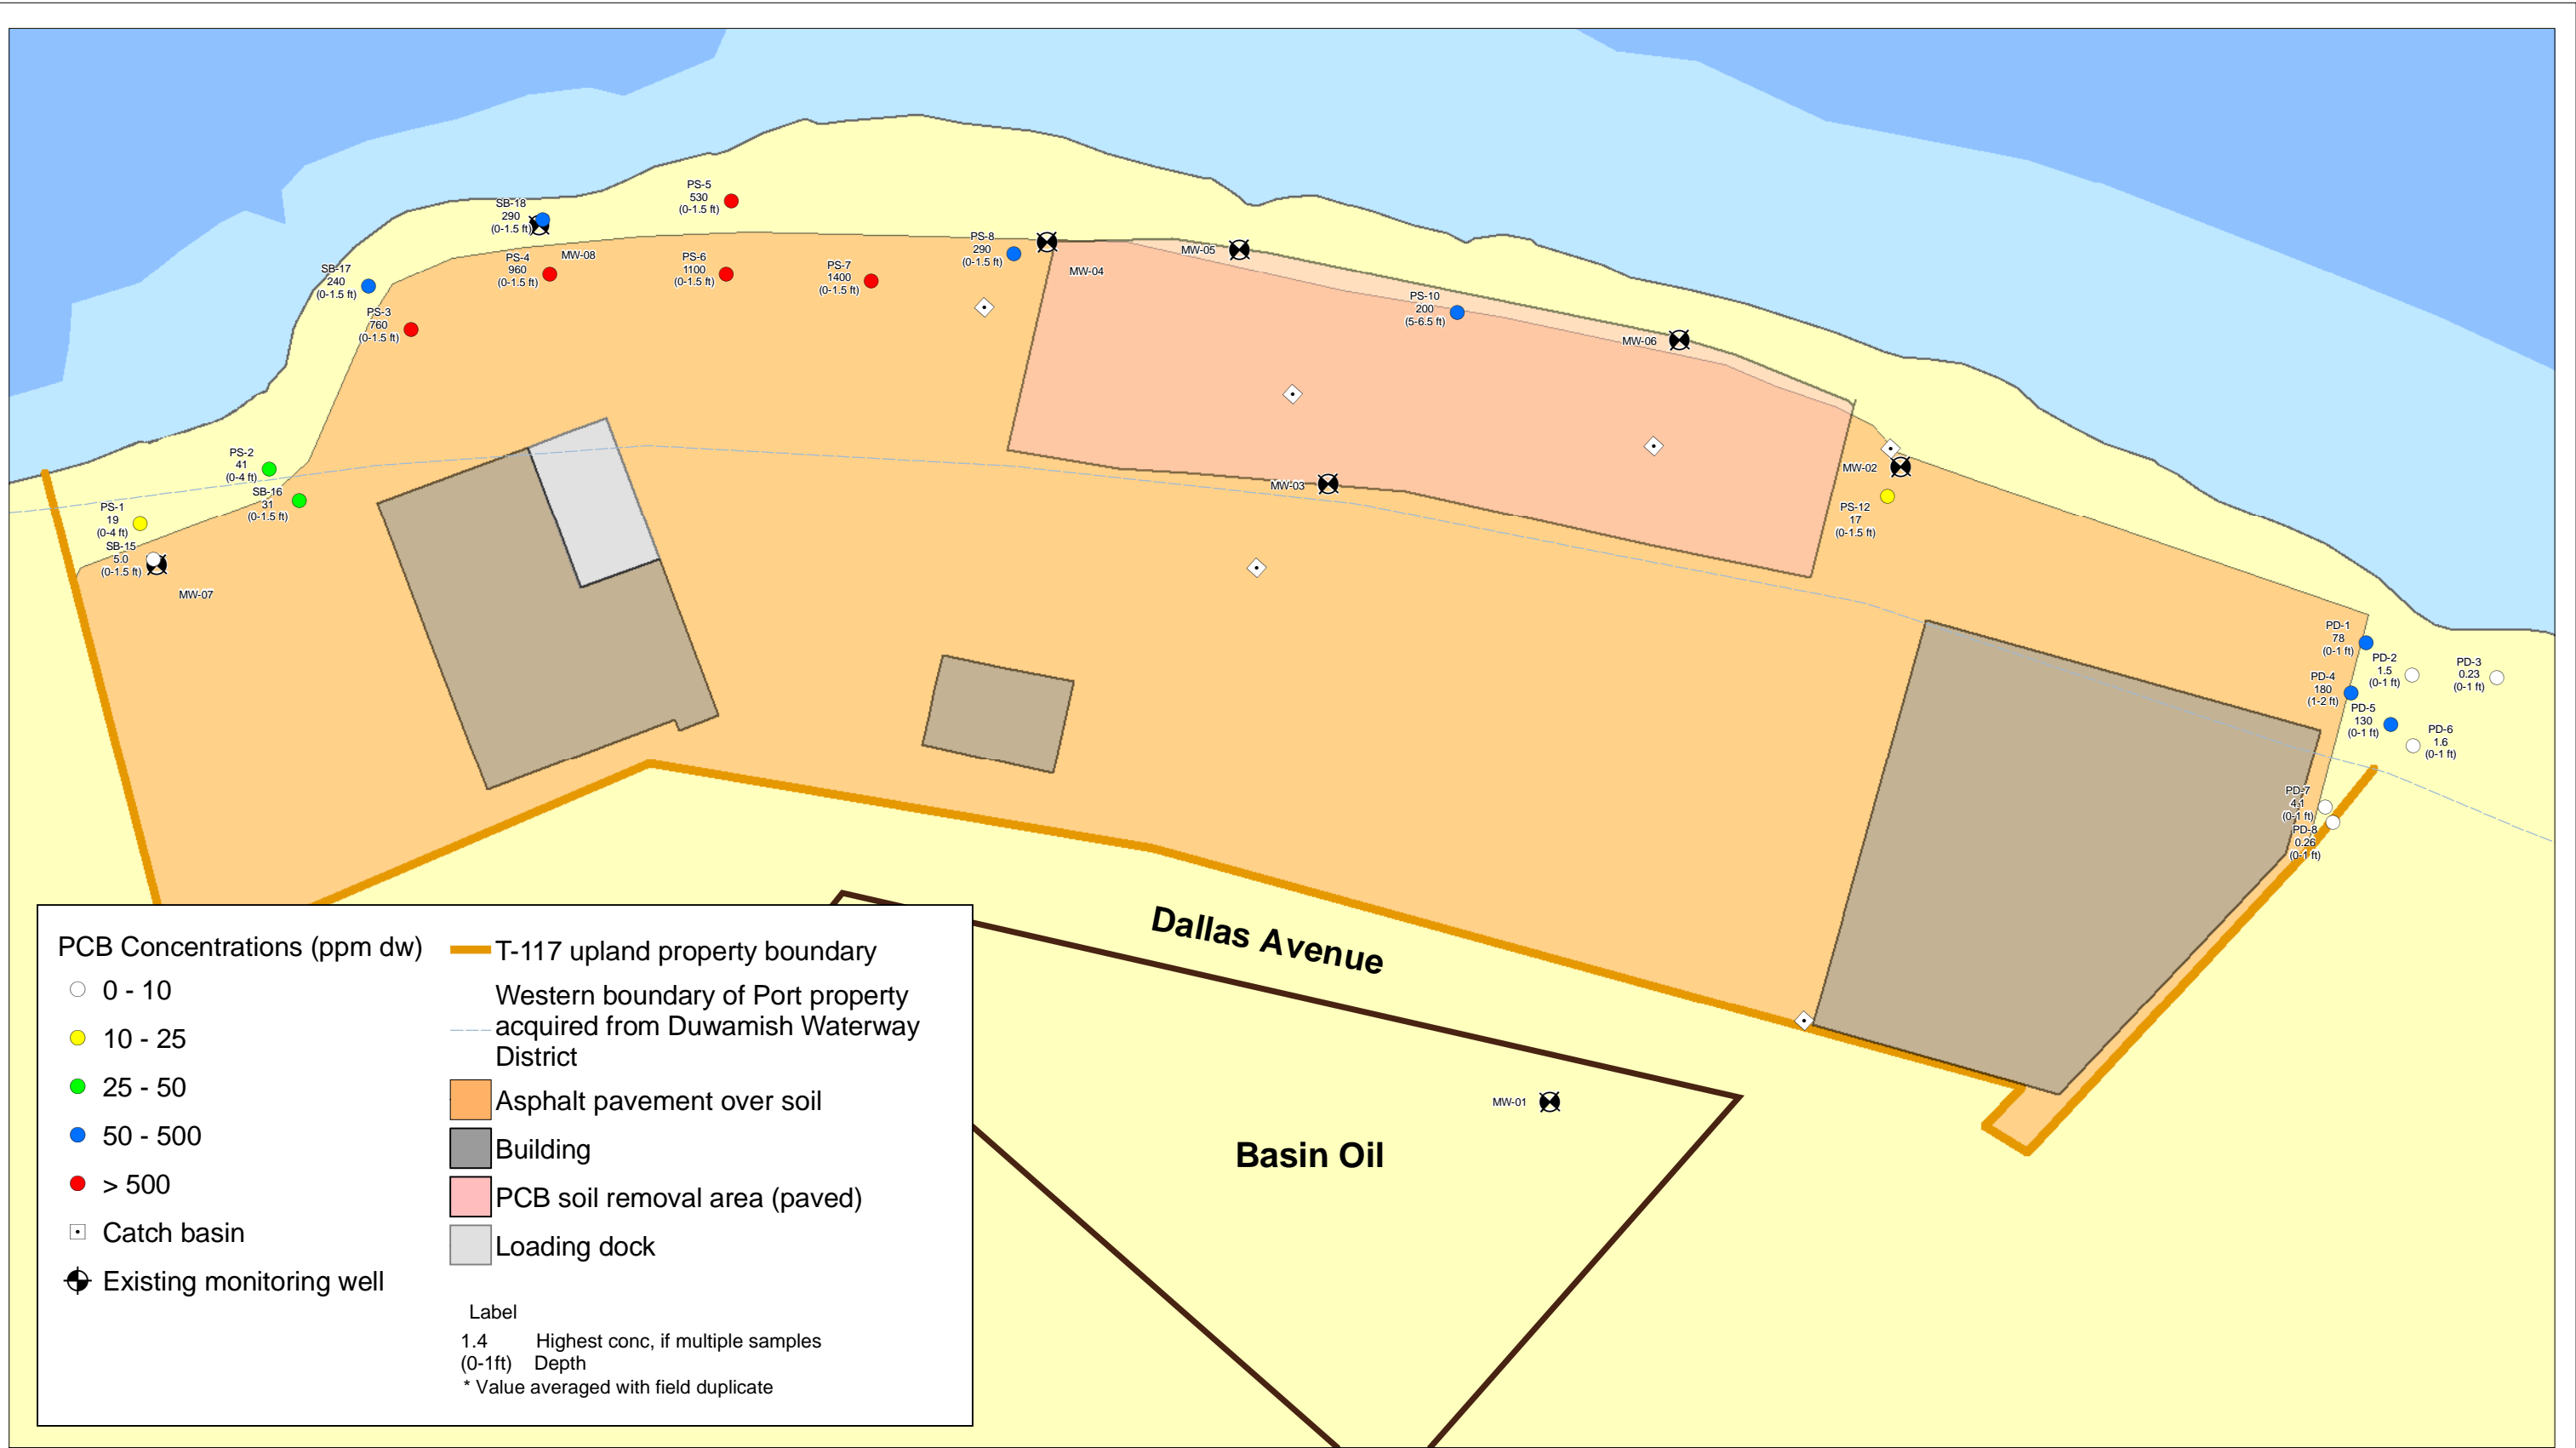 PS-5
530
(0-1.5 ft)
SB-18
290
(0-1.5 ft)
MW-08
PS-4
960
(0-1.5 ft)
PS-6
1100
(0-1.5 ft)
PS-7
1400
(0-1.5 ft)
PS-8
290
(0-1.5 ft)
MW-04
MW-05
SB-17
240
(0-1.5 ft)
PS-3
760
(0-1.5 ft)
PS-10
200
(5-6.5 ft)
MW-06
PS-2
41
(0-4 ft)
SB-16
31
(0-1.5 ft)
PS-1
19
(0-4 ft)
SB-15
5.0
(0-1.5 ft)
MW-07
MW-03
MW-02
PS-12
17
(0-1.5 ft)
PD-1
78
(0-1 ft)
PD-2
1.5
(0-1 ft)
PD-3
0.23
(0-1 ft)
PD-4
180
(1-2 ft)
PD-5
130
(0-1 ft)
PD-6
1.6
(0-1 ft)
PD-7
4.1
(0-1 ft)
PD-8
0.26
(0-1 ft)
Dallas Avenue
MW-01
Basin Oil
PCB Concentrations (ppm dw)
0 - 10
10 - 25
25 - 50
50 - 500
> 500
Catch basin
Existing monitoring well
T-117 upland property boundary
Western boundary of Port property
acquired from Duwamish Waterway
District
Asphalt pavement over soil
Building
PCB soil removal area (paved)
Loading dock
Label
1.4 Highest conc, if multiple samples
(0-1ft) Depth
* Value averaged with field duplicate